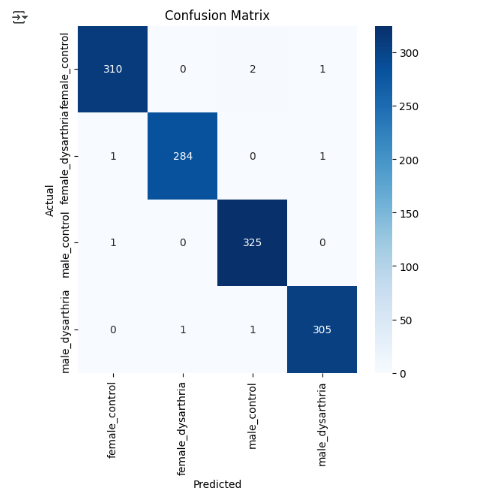 Confusion Matrix
female_control
310 0 2 1
female_dysarthria
1 284 0 1
male_control
1 0 325 0
male_dysarthria
0 1 1 305
Actual
female_control
female_dysarthria
male_control
male_dysarthria
Predicted
300
250
200
150
100
50
0